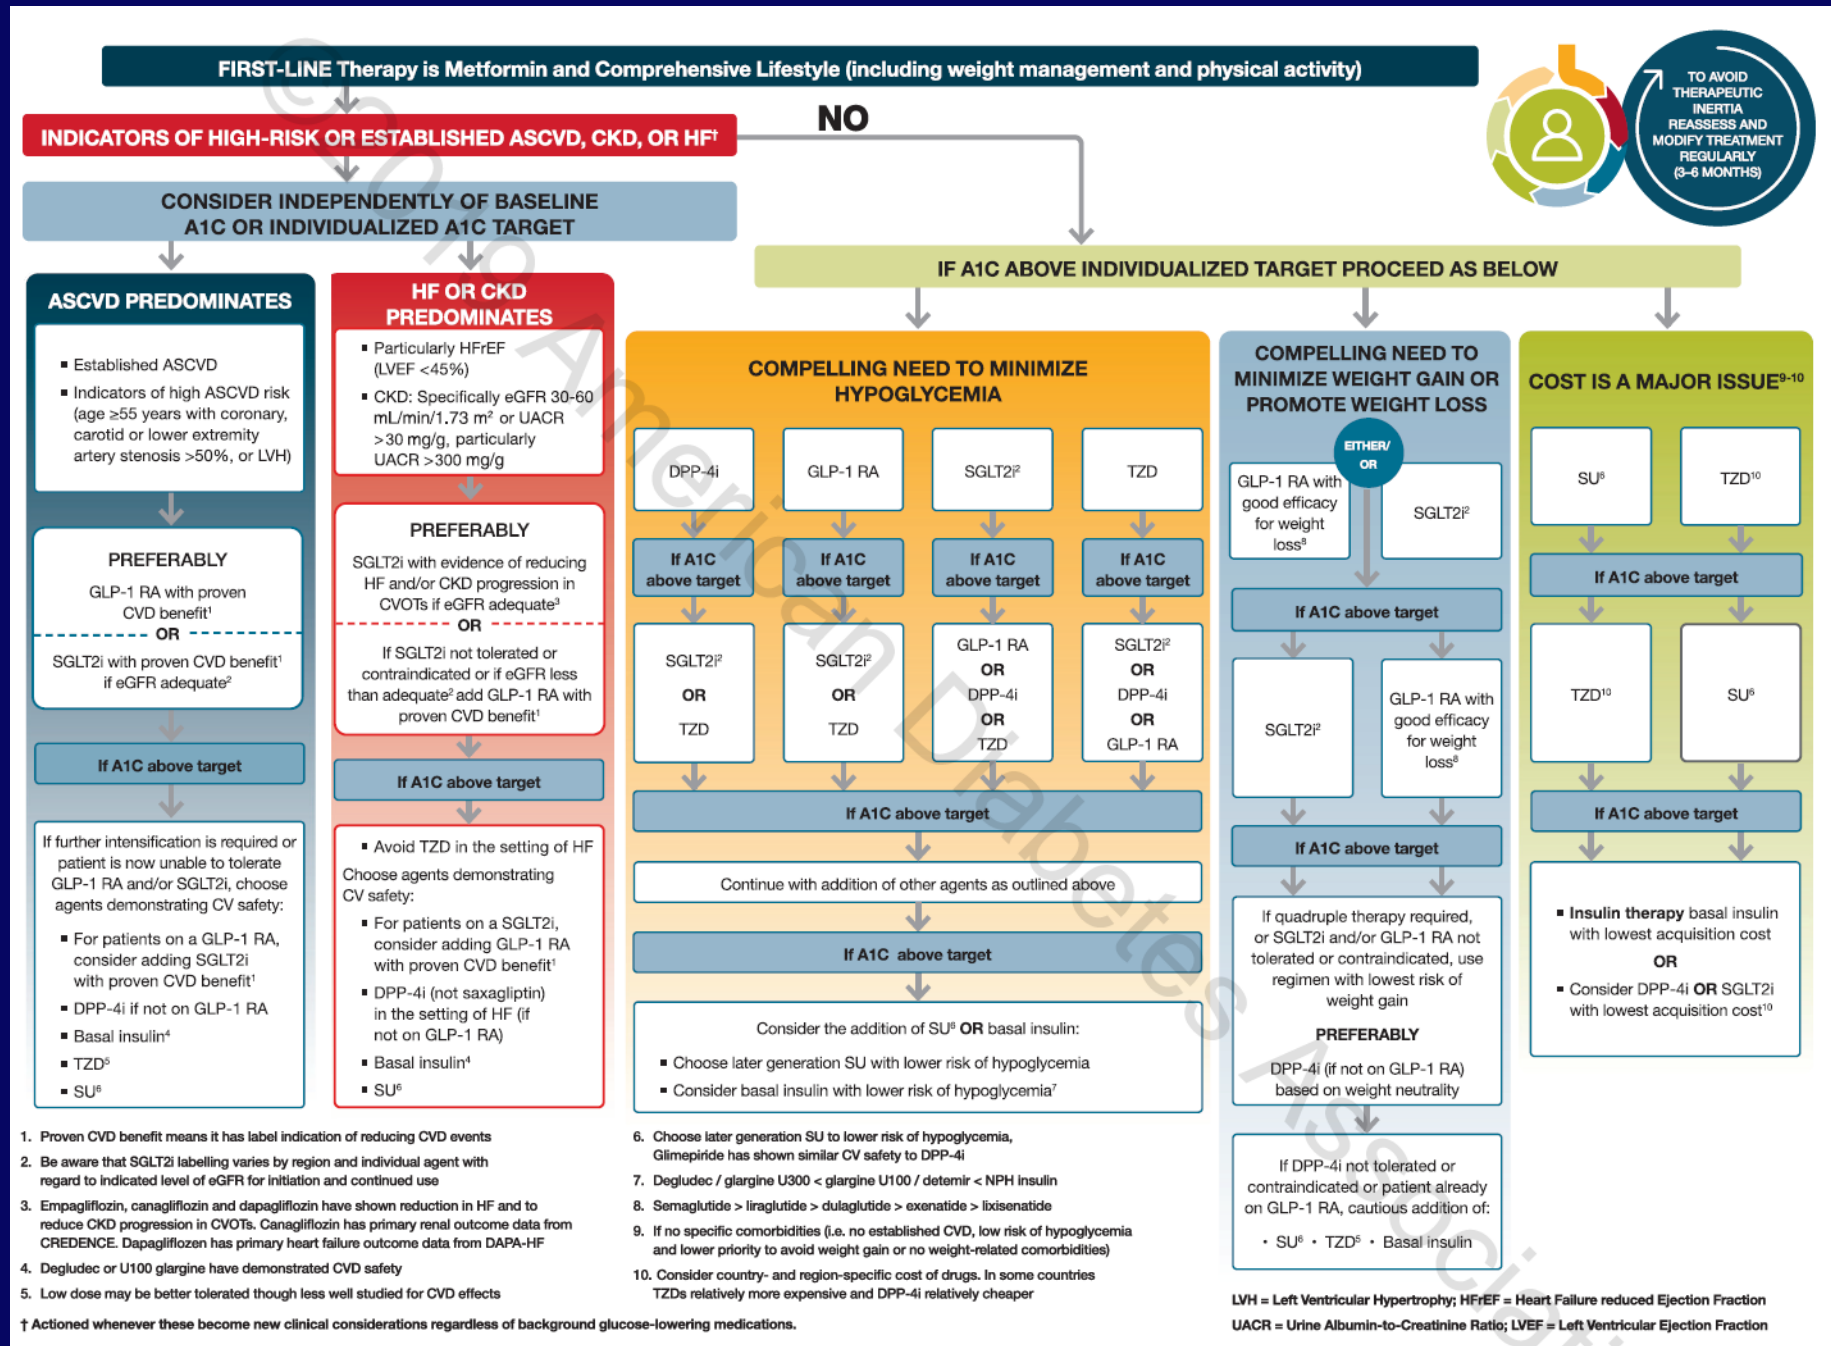 FIRST-LINE Therapy is Metformin and Comprehensive Lifestyle (including weight management and physical activity)
TO AVOID
THERAPEUTIC
INERTIA
REASSESS AND
MODIFY TREATMENT
REGULARLY
(3–6 MONTHS)
INDICATORS OF HIGH-RISK OR ESTABLISHED ASCVD, CKD, OR HF†
NO
CONSIDER INDEPENDENTLY OF BASELINE
A1C OR INDIVIDUALIZED A1C TARGET
IF A1C ABOVE INDIVIDUALIZED TARGET PROCEED AS BELOW
ASCVD PREDOMINATES
▪ Established ASCVD
▪ Indicators of high ASCVD risk
(age ≥55 years with coronary,
carotid or lower extremity
artery stenosis >50%, or LVH)
PREFERABLY
GLP-1 RA with proven
CVD benefit¹
OR
SGLT2i with proven CVD benefit¹
if eGFR adequate²
If A1C above target
If further intensification is required or
patient is now unable to tolerate
GLP-1 RA and/or SGLT2i, choose
agents demonstrating CV safety:
▪ For patients on a GLP-1 RA,
consider adding SGLT2i
with proven CVD benefit¹
▪ DPP-4i if not on GLP-1 RA
▪ Basal insulin⁴
▪ TZD⁵
▪ SU⁶
HF OR CKD
PREDOMINATES
▪ Particularly HFrEF
(LVEF <45%)
▪ CKD: Specifically eGFR 30-60
mL/min/1.73 m² or UACR
>30 mg/g, particularly
UACR >300 mg/g
PREFERABLY
SGLT2i with evidence of reducing
HF and/or CKD progression in
CVOTs if eGFR adequate³
OR
If SGLT2i not tolerated or
contraindicated or if eGFR less
than adequate² add GLP-1 RA with
proven CVD benefit¹
If A1C above target
▪ Avoid TZD in the setting of HF
Choose agents demonstrating
CV safety:
▪ For patients on a SGLT2i,
consider adding GLP-1 RA
with proven CVD benefit¹
▪ DPP-4i (not saxagliptin)
in the setting of HF (if
not on GLP-1 RA)
▪ Basal insulin⁴
▪ SU⁶
COMPELLING NEED TO MINIMIZE
HYPOGLYCEMIA
DPP-4i
GLP-1 RA
SGLT2i²
TZD
If A1C
above target
If A1C
above target
If A1C
above target
If A1C
above target
SGLT2i²
OR
TZD
SGLT2i²
OR
TZD
GLP-1 RA
OR
DPP-4i
OR
TZD
SGLT2i²
OR
DPP-4i
OR
GLP-1 RA
If A1C above target
Continue with addition of other agents as outlined above
If A1C above target
Consider the addition of SU⁶ OR basal insulin:
▪ Choose later generation SU with lower risk of hypoglycemia
▪ Consider basal insulin with lower risk of hypoglycemia⁷
COMPELLING NEED TO
MINIMIZE WEIGHT GAIN OR
PROMOTE WEIGHT LOSS
EITHER/
OR
GLP-1 RA with
good efficacy
for weight
loss⁸
SGLT2i²
If A1C above target
SGLT2i²
GLP-1 RA with
good efficacy
for weight
loss⁸
If A1C above target
If quadruple therapy required,
or SGLT2i and/or GLP-1 RA not
tolerated or contraindicated, use
regimen with lowest risk of
weight gain
PREFERABLY
DPP-4i (if not on GLP-1 RA)
based on weight neutrality
If DPP-4i not tolerated or
contraindicated or patient already
on GLP-1 RA, cautious addition of:
• SU⁶ • TZD⁵ • Basal insulin
COST IS A MAJOR ISSUE⁹⁻¹⁰
SU⁶
TZD¹⁰
If A1C above target
TZD¹⁰
SU⁶
If A1C above target
▪ Insulin therapy basal insulin
with lowest acquisition cost
OR
▪ Consider DPP-4i OR SGLT2i
with lowest acquisition cost¹⁰
1. Proven CVD benefit means it has label indication of reducing CVD events
2. Be aware that SGLT2i labelling varies by region and individual agent with
regard to indicated level of eGFR for initiation and continued use
3. Empagliflozin, canagliflozin and dapagliflozin have shown reduction in HF and to
reduce CKD progression in CVOTs. Canagliflozin has primary renal outcome data from
CREDENCE. Dapagliflozen has primary heart failure outcome data from DAPA-HF
4. Degludec or U100 glargine have demonstrated CVD safety
5. Low dose may be better tolerated though less well studied for CVD effects
† Actioned whenever these become new clinical considerations regardless of background glucose-lowering medications.
6. Choose later generation SU to lower risk of hypoglycemia,
Glimepiride has shown similar CV safety to DPP-4i
7. Degludec / glargine U300 < glargine U100 / detemir < NPH insulin
8. Semaglutide > liraglutide > dulaglutide > exenatide > lixisenatide
9. If no specific comorbidities (i.e. no established CVD, low risk of hypoglycemia
and lower priority to avoid weight gain or no weight-related comorbidities)
10. Consider country- and region-specific cost of drugs. In some countries
TZDs relatively more expensive and DPP-4i relatively cheaper
LVH = Left Ventricular Hypertrophy; HFrEF = Heart Failure reduced Ejection Fraction
UACR = Urine Albumin-to-Creatinine Ratio; LVEF = Left Ventricular Ejection Fraction
©2019 American Diabetes Associati